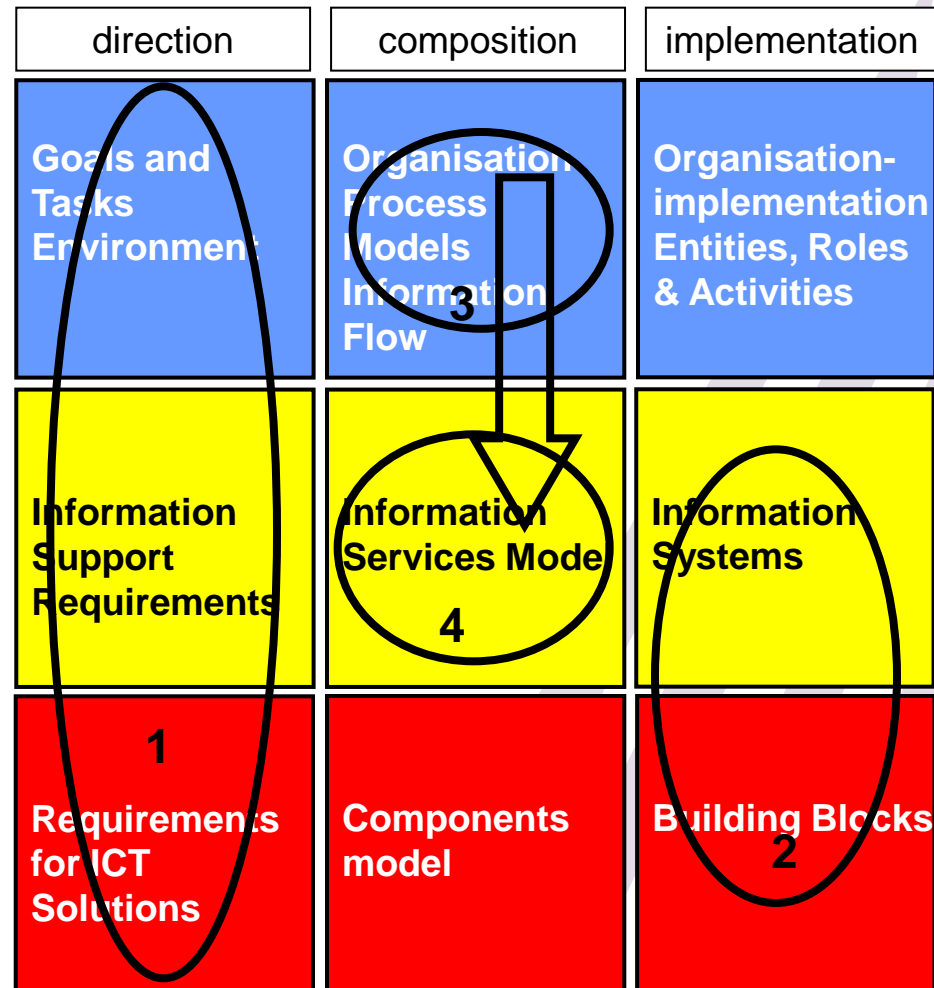 direction
composition
implementation
Goals and
Tasks
Environment
Organisation
Process
Models
Information
Flow
3
Organisation-
implementation
Entities, Roles
& Activities
Information
Support
Requirements
Information
Services Model
4
Information
Systems
1
Requirements
for ICT
Solutions
Components
model
Building Blocks
2